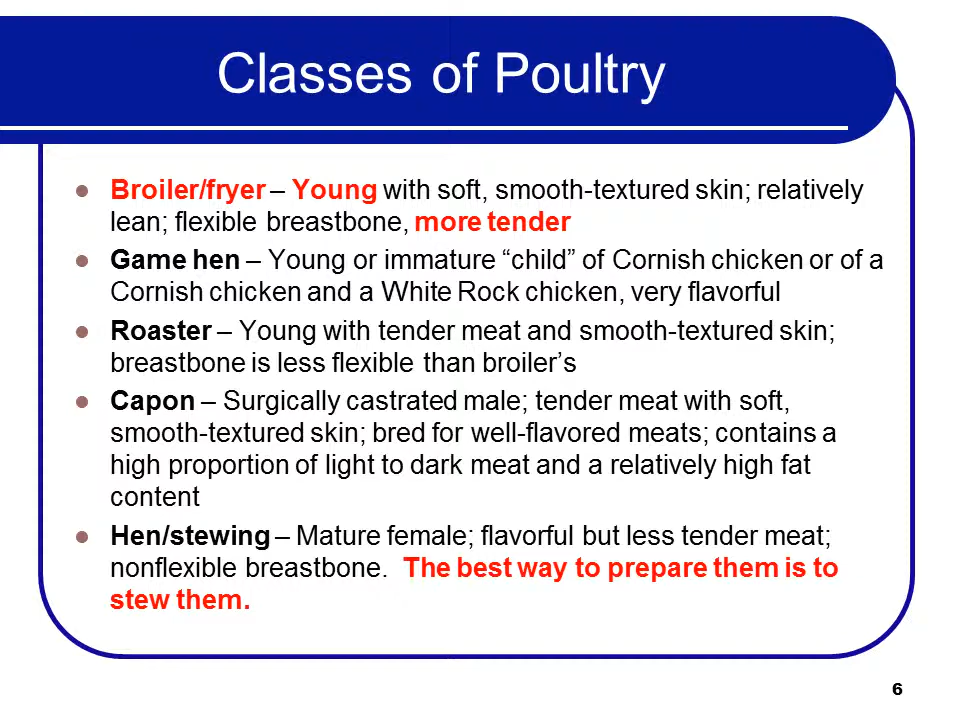 Classes of Poultry
Broiler/fryer – Young with soft, smooth-textured skin; relatively
lean; flexible breastbone, more tender
Game hen – Young or immature “child” of Cornish chicken or of a
Cornish chicken and a White Rock chicken, very flavorful
Roaster – Young with tender meat and smooth-textured skin;
breastbone is less flexible than broiler’s
Capon – Surgically castrated male; tender meat with soft,
smooth-textured skin; bred for well-flavored meats; contains a
high proportion of light to dark meat and a relatively high fat
content
Hen/stewing – Mature female; flavorful but less tender meat;
nonflexible breastbone.  The best way to prepare them is to
stew them.
6